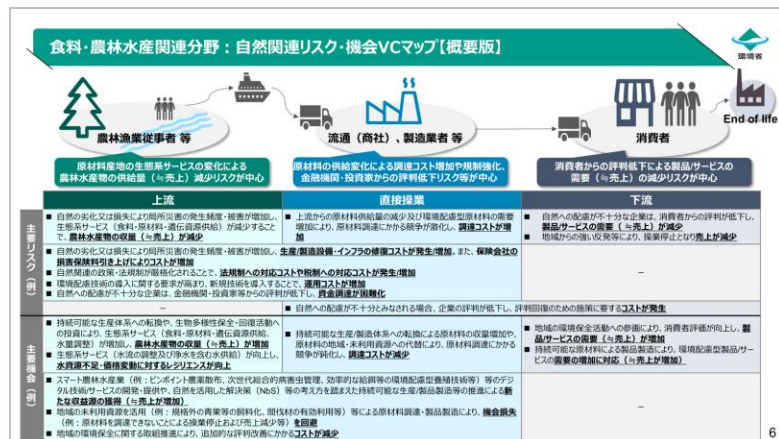 食料・農林水産関連分野:自然関連リスク・機会VCマップ【概要版】
環境省
農林漁業従事者 等
流通(商社)、製造業者 等
消費者
End of life
原材料産地の生態系サービスの変化による
農林水産物の供給量(≒売上)減少リスクが中心
原材料の供給変化による調達コスト増加や規制強化、
金融機関・投資家からの評判低下リスク等が中心
消費者からの評判低下による製品/サービスの
需要(≒売上)の減少リスクが中心
上流
直接操業
下流
主要リスク(例)
■ 自然の劣化又は損失により局所災害の発生頻度・被害が増加し、
生態系サービス(食料・原材料・遺伝資源供給)が減少すること
で、農林水産物の収量(≒売上)が減少
■ 上流からの原材料供給量の減少及び環境配慮型原材料の需要
増加により、原材料調達にかかる競争が激化し、調達コストが増
加
■ 自然への配慮が不十分な企業は、消費者からの評判が低下し、
製品/サービスの需要(≒売上)が減少
■ 地域からの強い反発等により、操業停止となり売上が減少
■ 自然の劣化又は損失により局所災害の発生頻度・被害が増加し、生産/製造設備・インフラの修復コストが発生/増加。また、保険会社の
損害保険料引き上げによりコストが増加
■ 自然関連の政策・法規制が厳格化されることで、法規制への対応コストや税制への対応コストが発生/増加
■ 環境配慮技術の導入に関する要求が高まり、新規技術を導入することで、運用コストが増加
■ 自然への配慮が不十分な企業は、金融機関・投資家等からの評判が低下し、資金調達が困難化
–
–
■ 自然への配慮が不十分とみなされる場合、企業の評判が低下し、評判回復のための施策に要するコストが発生
主要機会(例)
■ 持続可能な生産体系への転換や、生物多様性保全・回復活動へ
の投資により、生態系サービス(食料・原材料・遺伝資源供給、
水量調整)が増加し、農林水産物の収量(≒売上)が増加
■ 生態系サービス(水流の調整及び浄水を含む水供給)が向上し、
水資源不足・価格変動に対するレジリエンスが向上
■ 持続可能な生産/製造体系への転換による原材料の収量増加や、
原材料の地域・未利用資源への代替により、原材料調達にかかる
競争が鈍化し、調達コストが減少
■ 地域の環境保全活動への参画により、消費者評価が向上し、製
品/サービスの需要(≒売上)が増加
■ 持続可能な原材料による製品製造により、環境配慮型製品/サー
ビスの需要の増加に対応(≒売上が増加)
■ スマート農林水産業(例:ピンポイント農薬散布、次世代総合的病害虫管理、効率的な給餌等の環境配慮型養殖技術等)等のデジ
タル技術/サービスの開発・提供や、自然を活用した解決策(NbS)等の考え方を踏まえた持続可能な生産/製品製造等の推進による新
たな収益源の獲得(≒売上が増加)
■ 地域の未利用資源を活用(例:規格外の青果等の飼料化、間伐材の有効利用等)等による原材料調達・製品製造により、機会損失
(例:原材料を調達できないことによる操業停止および売上減少等)を回避
■ 地域の環境保全に関する取組推進により、追加的な評判改善にかかるコストが減少
–
6